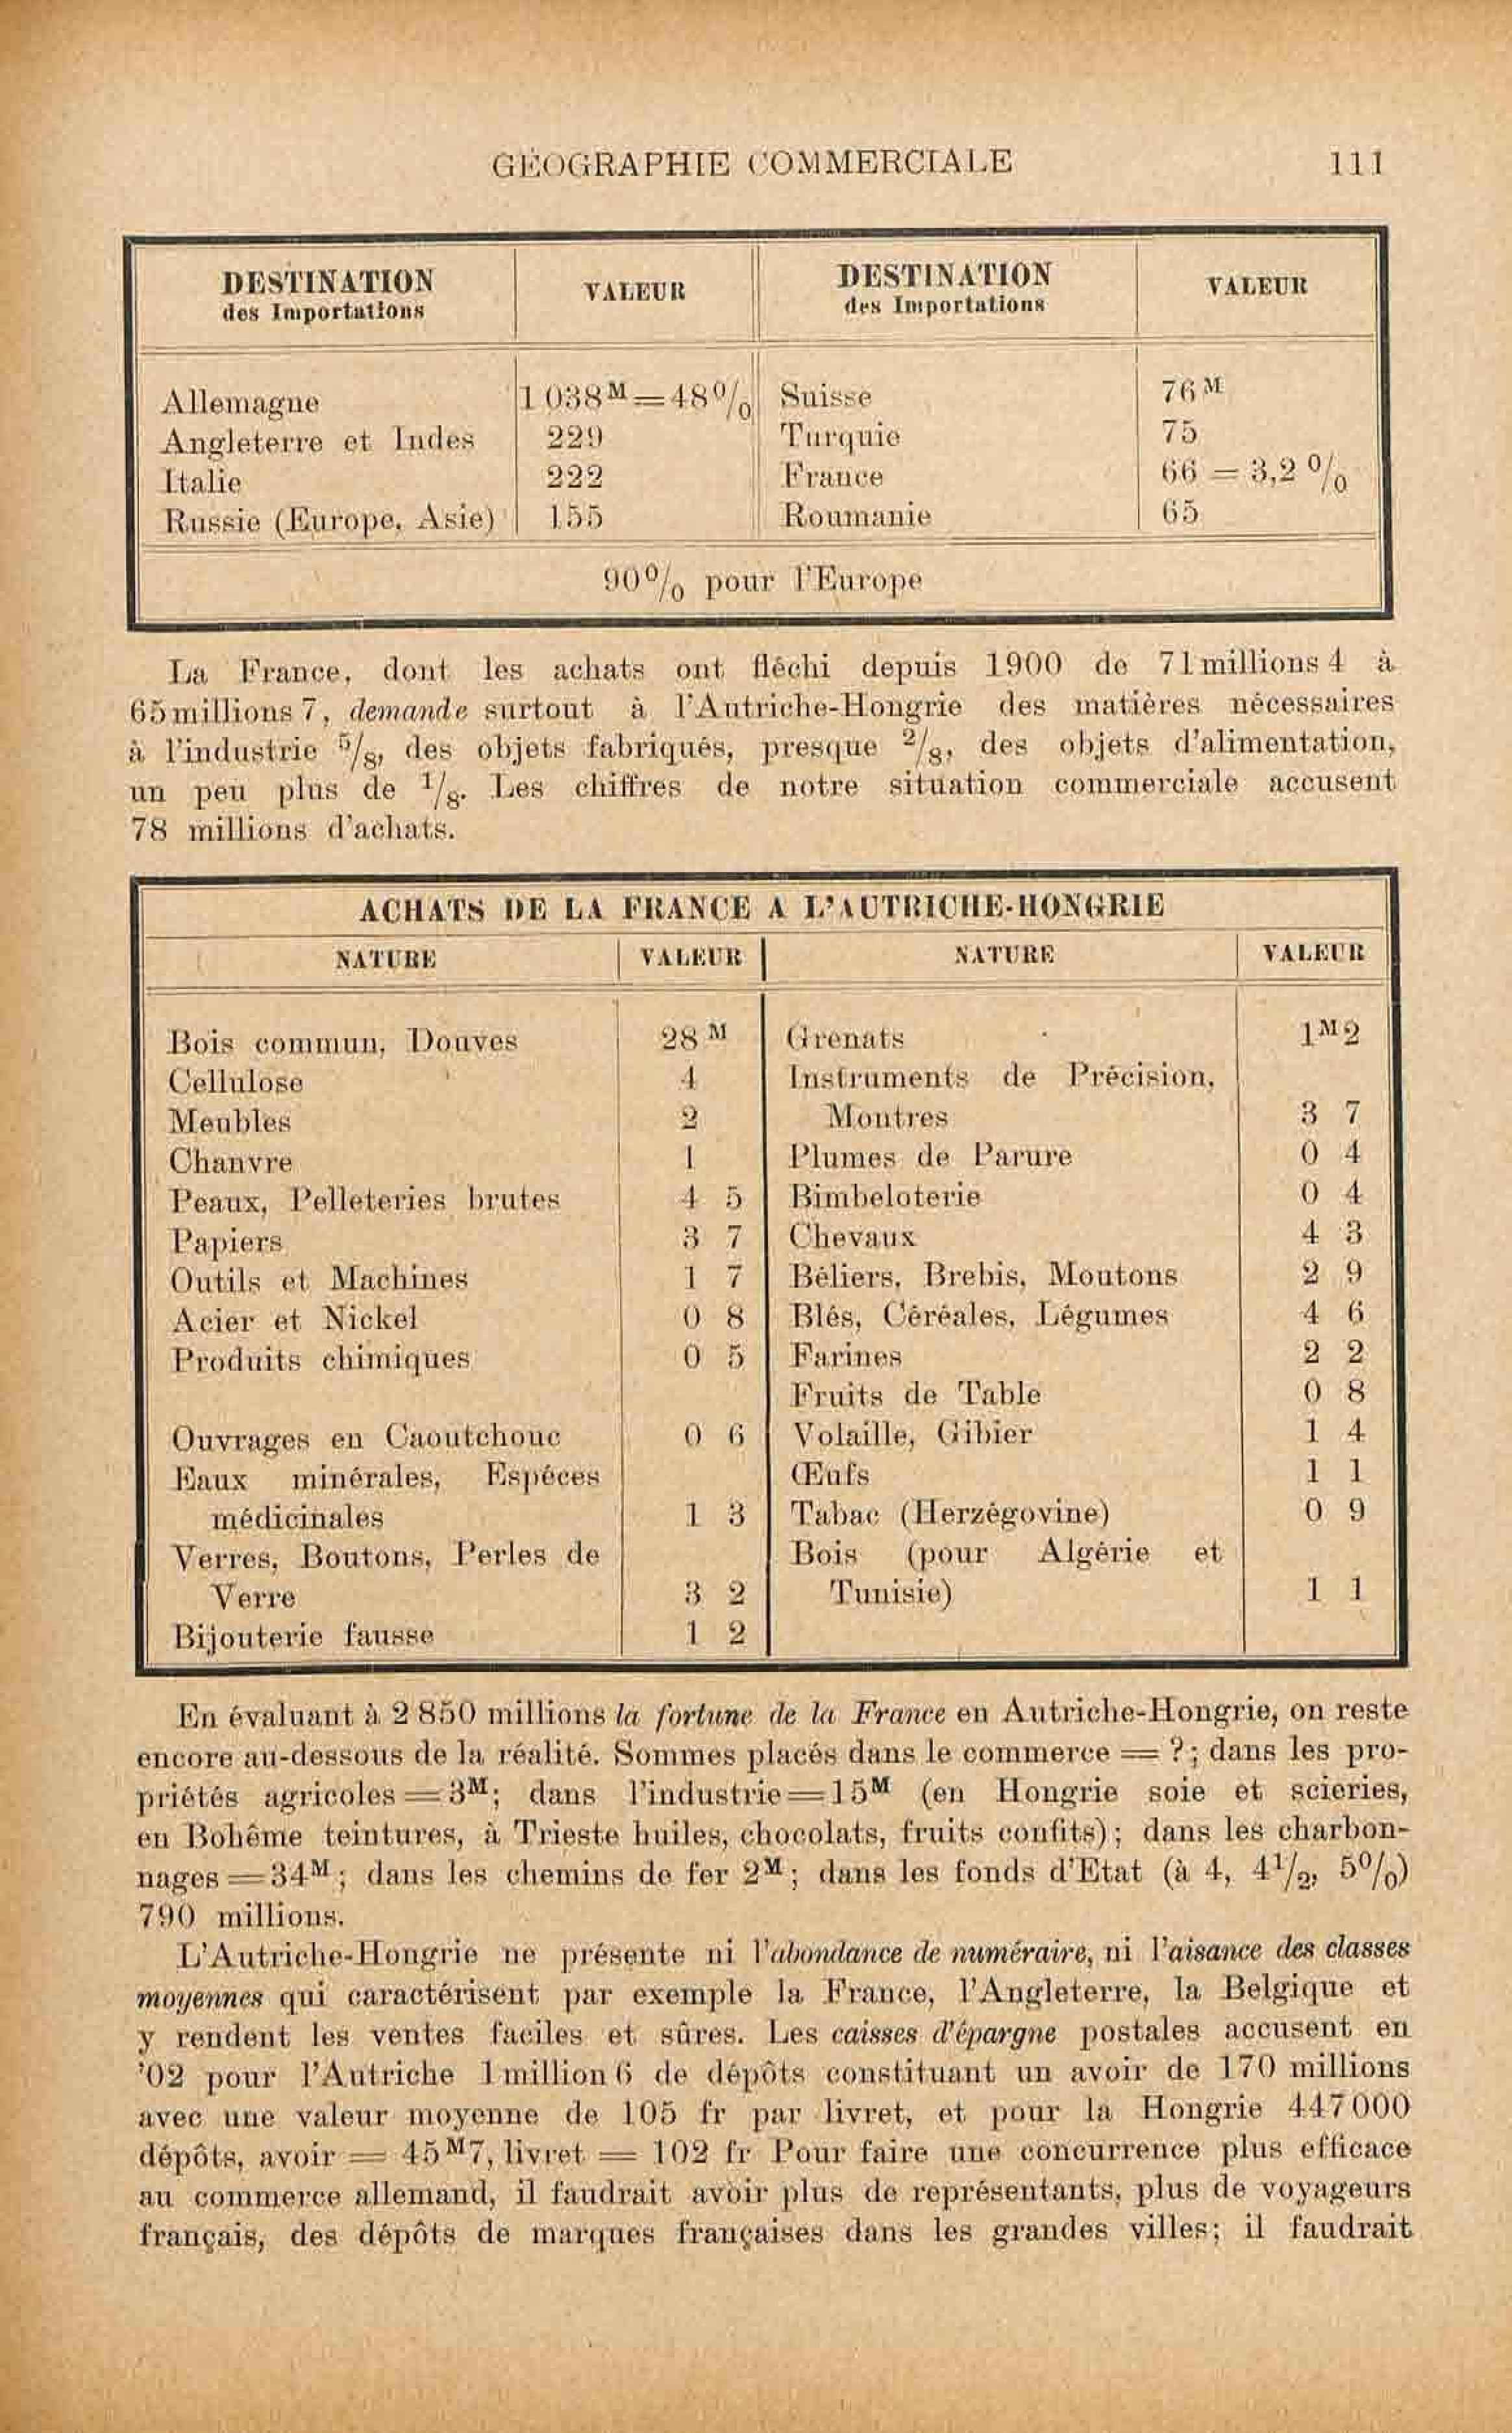 GÉOGRAPHIE COMMERCIALE 111
DESTINATION des Importations VALEUR DESTINATION des Importations VALEUR
Allemagne 1 038ᴹ=48⁰/₀ Suisse 76ᴹ
Angleterre et Indes 229 Turquie 75
Italie 222 France 66 = 3,2 ⁰/₀
Russie (Europe, Asie) 155 Roumanie 65
90⁰/₀ pour l'Europe
La France, dont les achats ont fléchi depuis 1900 de 71 millions 4 à
65 millions 7, demande surtout à l'Autriche-Hongrie des matières nécessaires
à l'industrie ⁵/₈, des objets fabriqués, presque ²/₈, des objets d'alimentation,
un peu plus de ¹/₈. Les chiffres de notre situation commerciale accusent
78 millions d'achats.
ACHATS DE LA FRANCE A L'AUTRICHE-HONGRIE
NATURE VALEUR NATURE VALEUR
Bois commun, Douves 28ᴹ Grenats 1ᴹ2
Cellulose 4 Instruments de Précision,
Meubles 2 Montres 3 7
Chanvre 1 Plumes de Parure 0 4
Peaux, Pelleteries brutes 4 5 Bimbeloterie 0 4
Papiers 3 7 Chevaux 4 3
Outils et Machines 1 7 Béliers, Brebis, Moutons 2 9
Acier et Nickel 0 8 Blés, Céréales, Légumes 4 6
Produits chimiques 0 5 Farines 2 2
Fruits de Table 0 8
Ouvrages en Caoutchouc 0 6 Volaille, Gibier 1 4
Eaux minérales, Espéces Œufs 1 1
médicinales 1 3 Tabac (Herzégovine) 0 9
Verres, Boutons, Perles de Bois (pour Algérie et
Verre 3 2 Tunisie) 1 1
Bijouterie fausse 1 2
En évaluant à 2 850 millions la fortune de la France en Autriche-Hongrie, on reste
encore au-dessous de la réalité. Sommes placés dans le commerce = ?; dans les pro-
priétés agricoles = 3ᴹ; dans l'industrie = 15ᴹ (en Hongrie soie et scieries,
en Bohême teintures, à Trieste huiles, chocolats, fruits confits); dans les charbon-
nages = 34ᴹ; dans les chemins de fer 2ᴹ; dans les fonds d'Etat (à 4, 4¹/₂, 5⁰/₀)
790 millions.
L'Autriche-Hongrie ne présente ni l'abondance de numéraire, ni l'aisance des classes
moyennes qui caractérisent par exemple la France, l'Angleterre, la Belgique et
y rendent les ventes faciles et sûres. Les caisses d'épargne postales accusent en
'02 pour l'Autriche 1 million 6 de dépôts constituant un avoir de 170 millions
avec une valeur moyenne de 105 fr par livret, et pour la Hongrie 447 000
dépôts, avoir = 45ᴹ7, livret = 102 fr Pour faire une concurrence plus efficace
au commerce allemand, il faudrait avoir plus de représentants, plus de voyageurs
français, des dépôts de marques françaises dans les grandes villes; il faudrait